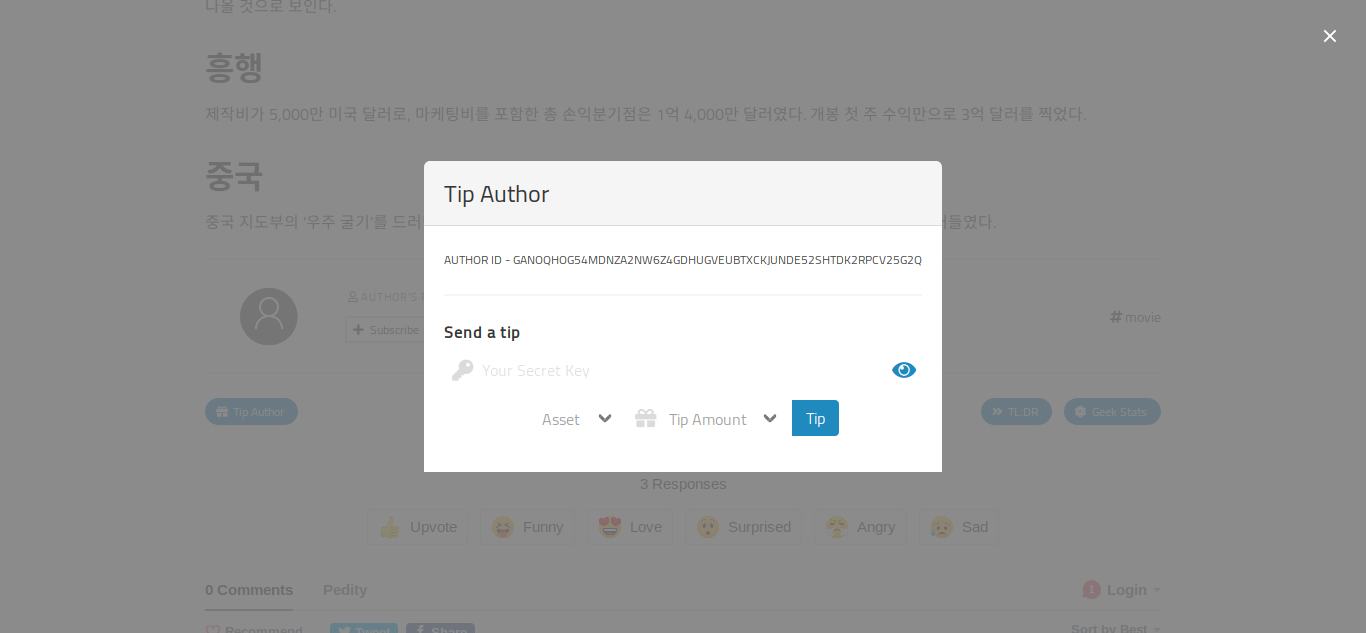 나올 것으로 보인다.
흥행
제작비가 5,000만 미국 달러로, 마케팅비를 포함한 총 손익분기점은 1억 4,000만 달러였다. 개봉 첫 주 수익만으로 3억 달러를 찍었다.
중국
중국 지도부의 '우주 굴기'를 드러
들였다.
Tip Author
AUTHOR ID - GANOQHOG54MDNZA2NW6Z4GDHUGVEUBTXCKJUNDE52SHTDK2RPCV25G2Q
AUTHOR'S
Subscribe
# movie
Send a tip
Your Secret Key
Asset
Tip Amount
Tip
Tip Author
TL;DR
Geek Stats
3 Responses
Upvote
Funny
Love
Surprised
Angry
Sad
0 Comments
Pedity
1
Login
Recommend
Tweet
Share
Sort by Best